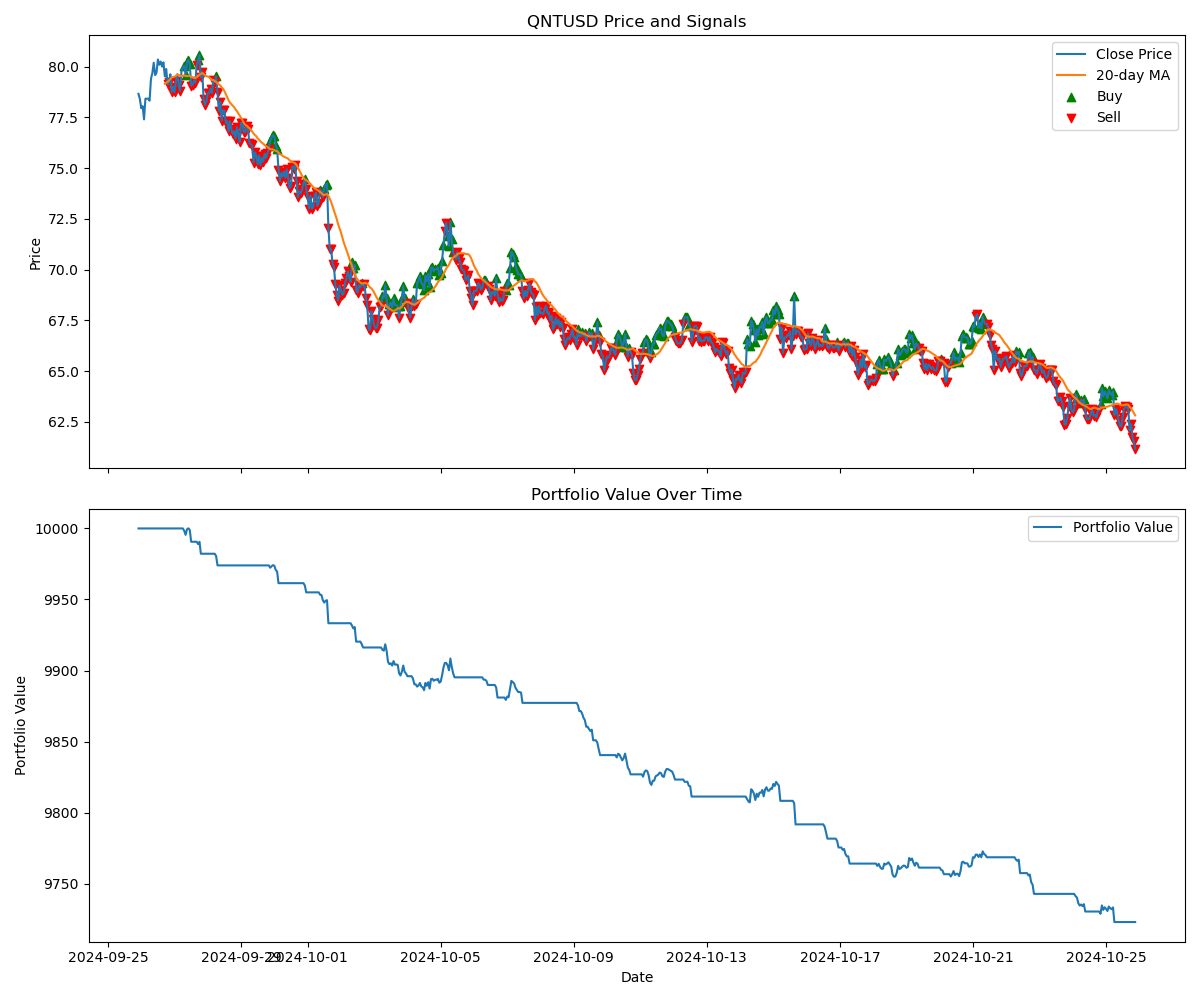 QNTUSD Price and Signals
Price
80.0
77.5
75.0
72.5
70.0
67.5
65.0
62.5
Close Price
20-day MA
Buy
Sell
Portfolio Value Over Time
Portfolio Value
10000
9950
9900
9850
9800
9750
Portfolio Value
2024-09-25 2024-09-29 2024-10-01 2024-10-05 2024-10-09 2024-10-13 2024-10-17 2024-10-21 2024-10-25
Date